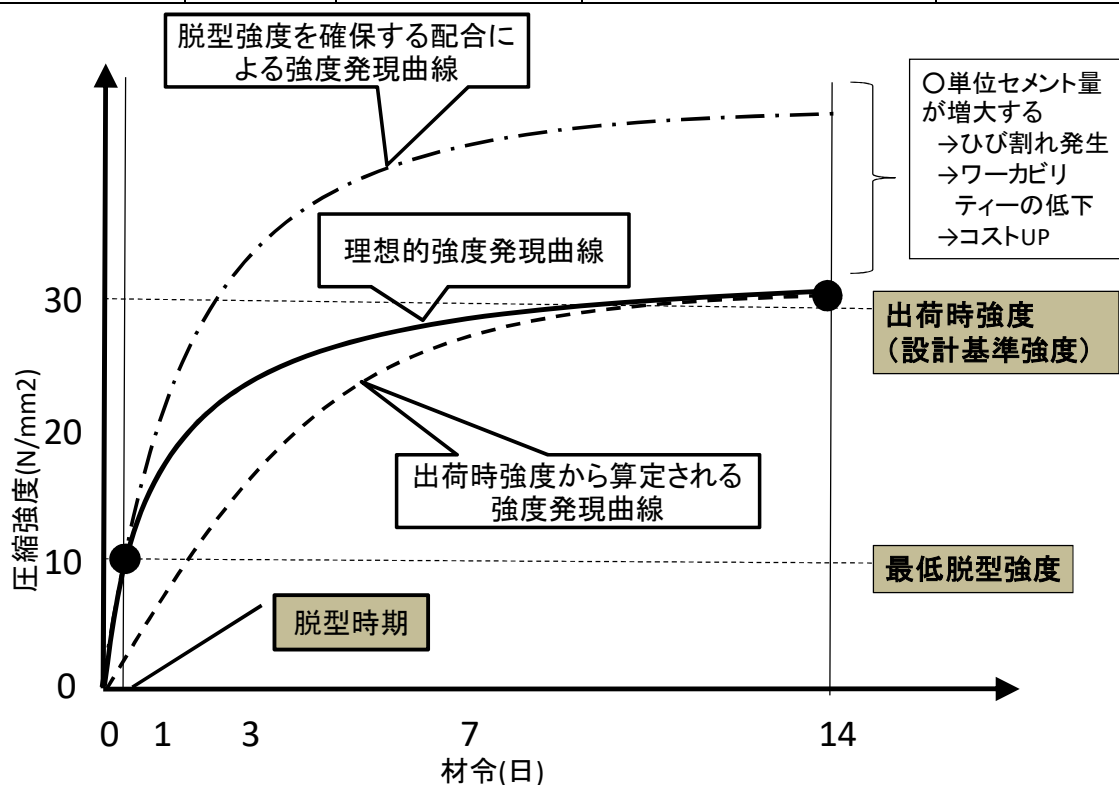 脱型強度を確保する配合に
よる強度発現曲線
○単位セメント量
が増大する
→ひび割れ発生
→ワーカビリ
ティーの低下
→コストUP
理想的強度発現曲線
出荷時強度
（設計基準強度）
出荷時強度から算定される
強度発現曲線
最低脱型強度
脱型時期
圧縮強度(N/mm2)
30
20
10
0
0 1 3 7 14
材令(日)